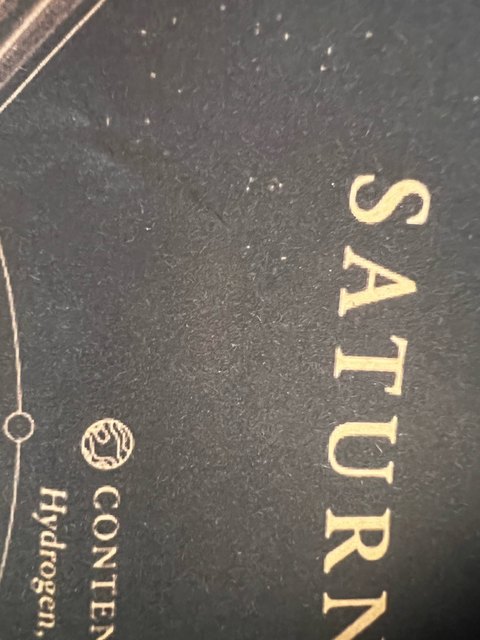 SATURN
CONTEN
Hydrogen,